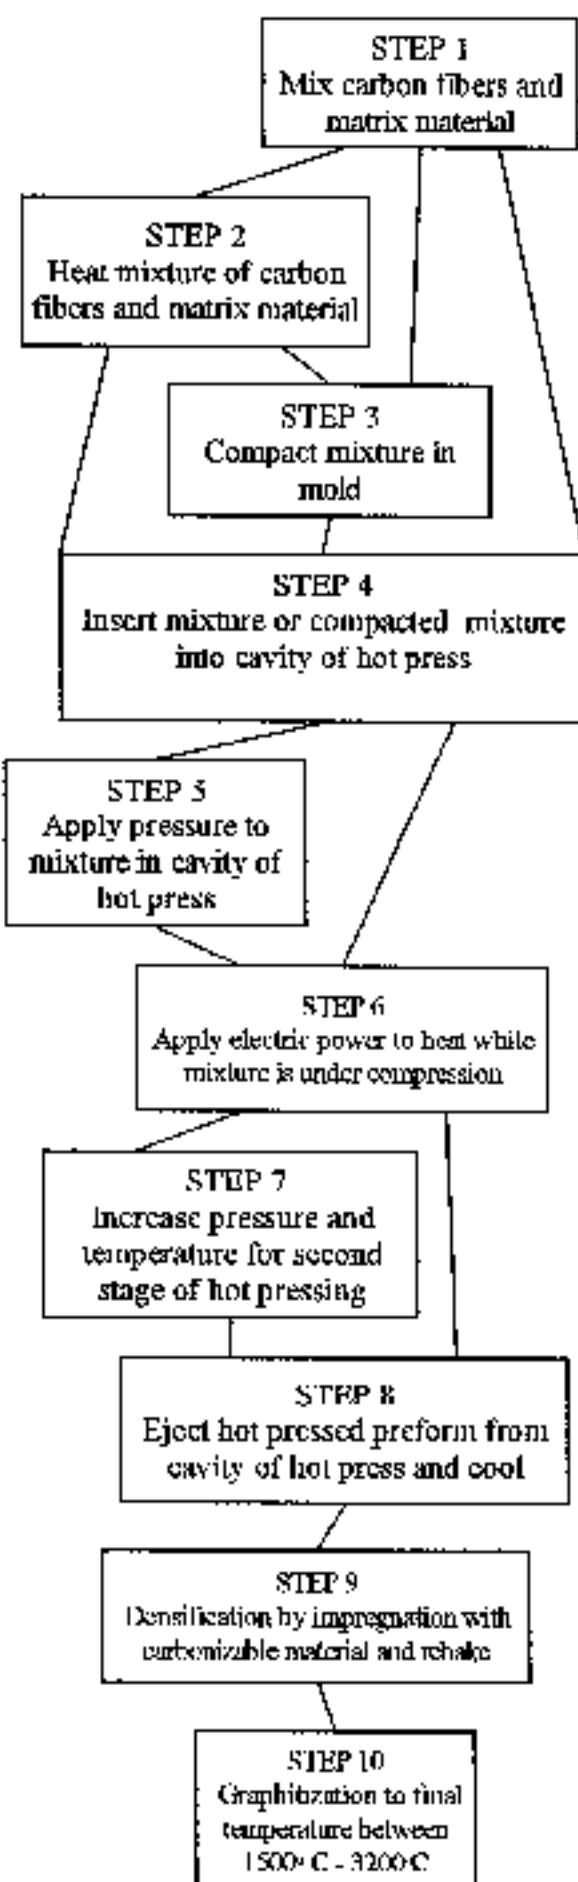 STEP 1
Mix carbon fibers and
matrix material
STEP 2
Heat mixture of carbon
fibers and matrix material
STEP 3
Compact mixture in
mold
STEP 4
Insert mixture or compacted mixture
into cavity of hot press
STEP 5
Apply pressure to
mixture in cavity of
hot press
STEP 6
Apply electric power to heat while
mixture is under compression
STEP 7
Increase pressure and
temperature for second
stage of hot pressing
STEP 8
Eject hot pressed preform from
cavity of hot press and cool
STEP 9
Densification by impregnation with
carbonizable material and rebake
STEP 10
Graphitization to final
temperature between
1500° C - 3200°C